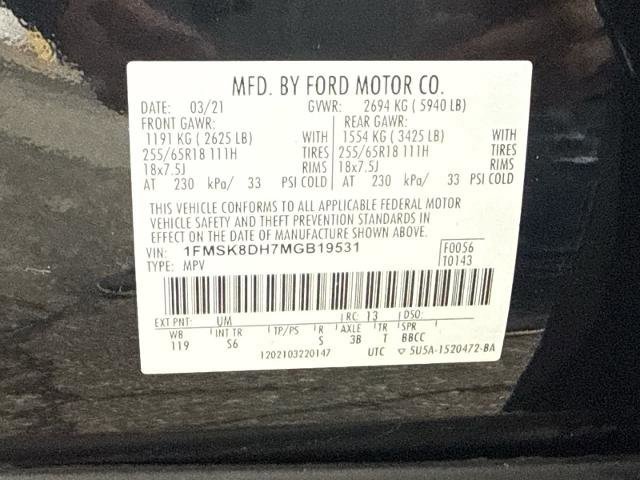 MFD. BY FORD MOTOR CO.
DATE: 03/21 GVWR: 2694 KG ( 5940 LB)
FRONT GAWR: REAR GAWR:
1191 KG ( 2625 LB) WITH 1554 KG ( 3425 LB) WITH
255/65R18 111H TIRES 255/65R18 111H TIRES
18x7.5J RIMS 18x7.5J RIMS
AT 230 kPa/ 33 PSI COLD AT 230 kPa/ 33 PSI COLD
THIS VEHICLE CONFORMS TO ALL APPLICABLE FEDERAL MOTOR
VEHICLE SAFETY AND THEFT PREVENTION STANDARDS IN
EFFECT ON THE DATE OF MANUFACTURE SHOWN ABOVE.
VIN: 1FMSK8DH7MGB19531 F0056
TYPE: MPV T0143
EXT PNT: UM RC: 13 DSO:
WB INT TR TP/PS R AXLE TR SPR
119 S6 S 3B T BBCC
1202103220147 UTC ▽ 5U5A-1520472-BA